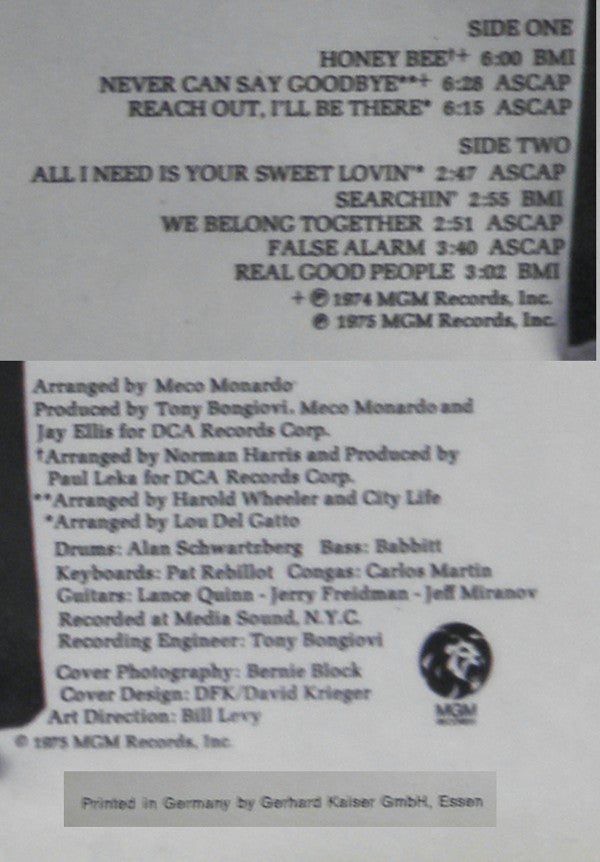 SIDE ONE
HONEY BEE†+ 6:00 BMI
NEVER CAN SAY GOODBYE**+ 6:28 ASCAP
REACH OUT, I'LL BE THERE* 6:15 ASCAP
SIDE TWO
ALL I NEED IS YOUR SWEET LOVIN'* 2:47 ASCAP
SEARCHIN' 2:55 BMI
WE BELONG TOGETHER 2:51 ASCAP
FALSE ALARM 3:40 ASCAP
REAL GOOD PEOPLE 3:02 BMI
+ ℗ 1974 MGM Records, Inc.
℗ 1975 MGM Records, Inc.
Arranged by Meco Monardo
Produced by Tony Bongiovi, Meco Monardo and
Jay Ellis for DCA Records Corp.
†Arranged by Norman Harris and Produced by
Paul Leka for DCA Records Corp.
**Arranged by Harold Wheeler and City Life
*Arranged by Lou Del Gatto
Drums: Alan Schwartzberg Bass: Babbitt
Keyboards: Pat Rebillot Congas: Carlos Martin
Guitars: Lance Quinn - Jerry Freidman - Jeff Miranov
Recorded at Media Sound, N.Y.C.
Recording Engineer: Tony Bongiovi
Cover Photography: Bernie Block
Cover Design: DFK/David Krieger
Art Direction: Bill Levy
MGM
RECORDS
© 1975 MGM Records, Inc.
Printed in Germany by Gerhard Kaiser GmbH, Essen